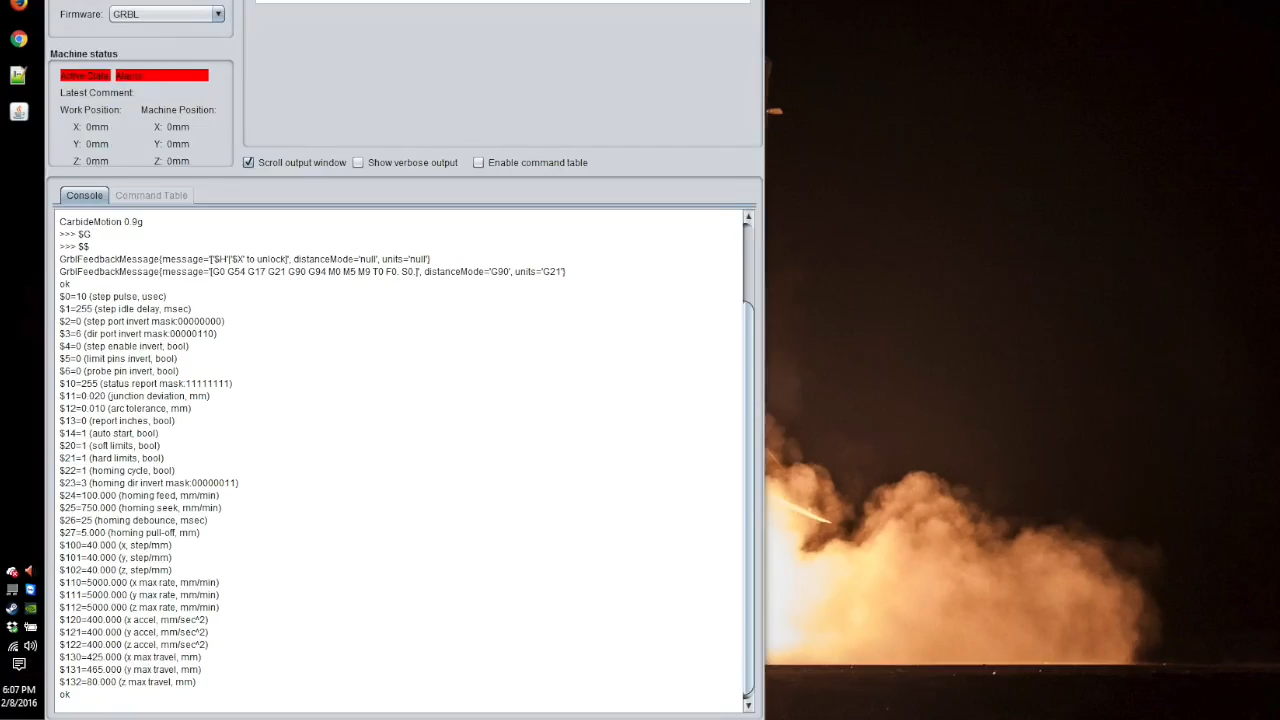 Firmware: GRBL
Machine status
Active State: Alarm
Latest Comment:
Work Position: Machine Position:
X: 0mm X: 0mm
Y: 0mm Y: 0mm
Z: 0mm Z: 0mm
Scroll output window Show verbose output Enable command table
Console Command Table
CarbideMotion 0.9g
>>> $G
>>> $$
GrblFeedbackMessage{message='['$H'|'$X' to unlock]', distanceMode='null', units='null'}
GrblFeedbackMessage{message='[G0 G54 G17 G21 G90 G94 M0 M5 M9 T0 F0. S0.]', distanceMode='G90', units='G21'}
ok
$0=10 (step pulse, usec)
$1=255 (step idle delay, msec)
$2=0 (step port invert mask:00000000)
$3=6 (dir port invert mask:00000110)
$4=0 (step enable invert, bool)
$5=0 (limit pins invert, bool)
$6=0 (probe pin invert, bool)
$10=255 (status report mask:11111111)
$11=0.020 (junction deviation, mm)
$12=0.010 (arc tolerance, mm)
$13=0 (report inches, bool)
$14=1 (auto start, bool)
$20=1 (soft limits, bool)
$21=1 (hard limits, bool)
$22=1 (homing cycle, bool)
$23=3 (homing dir invert mask:00000011)
$24=100.000 (homing feed, mm/min)
$25=750.000 (homing seek, mm/min)
$26=25 (homing debounce, msec)
$27=5.000 (homing pull-off, mm)
$100=40.000 (x, step/mm)
$101=40.000 (y, step/mm)
$102=40.000 (z, step/mm)
$110=5000.000 (x max rate, mm/min)
$111=5000.000 (y max rate, mm/min)
$112=5000.000 (z max rate, mm/min)
$120=400.000 (x accel, mm/sec^2)
$121=400.000 (y accel, mm/sec^2)
$122=400.000 (z accel, mm/sec^2)
$130=425.000 (x max travel, mm)
$131=465.000 (y max travel, mm)
$132=80.000 (z max travel, mm)
ok
6:07 PM
2/8/2016